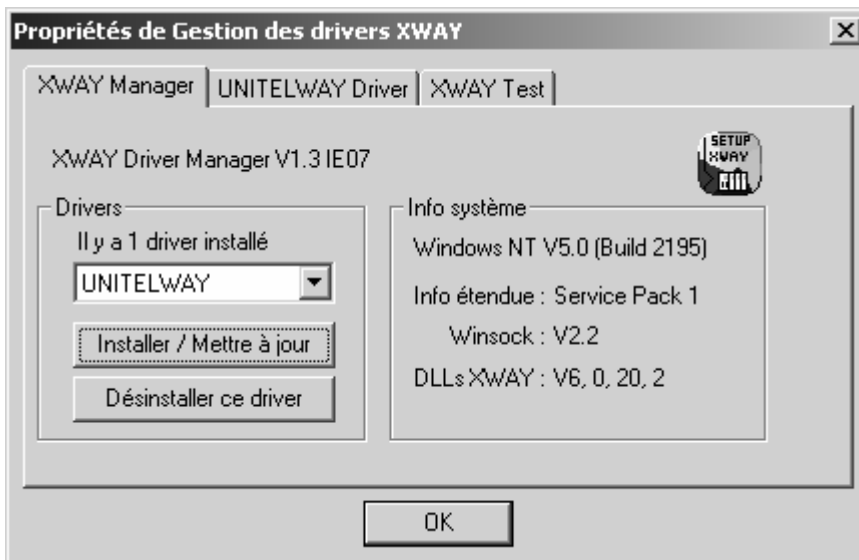 Propriétés de Gestion des drivers XWAY
XWAY Manager
UNITELWAY Driver
XWAY Test
XWAY Driver Manager V1.3 IE07
SETUP
XWAY
Drivers
Il y a 1 driver installé
UNITELWAY
Installer / Mettre à jour
Désinstaller ce driver
Info système
Windows NT V5.0 (Build 2195)
Info étendue : Service Pack 1
Winsock : V2.2
DLLs XWAY : V6, 0, 20, 2
OK